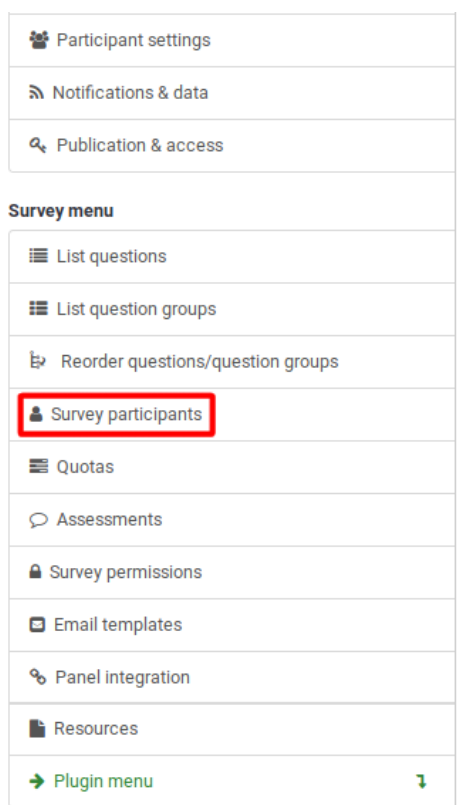 Participant settings
Notifications & data
Publication & access
Survey menu
List questions
List question groups
Reorder questions/question groups
Survey participants
Quotas
Assessments
Survey permissions
Email templates
Panel integration
Resources
Plugin menu